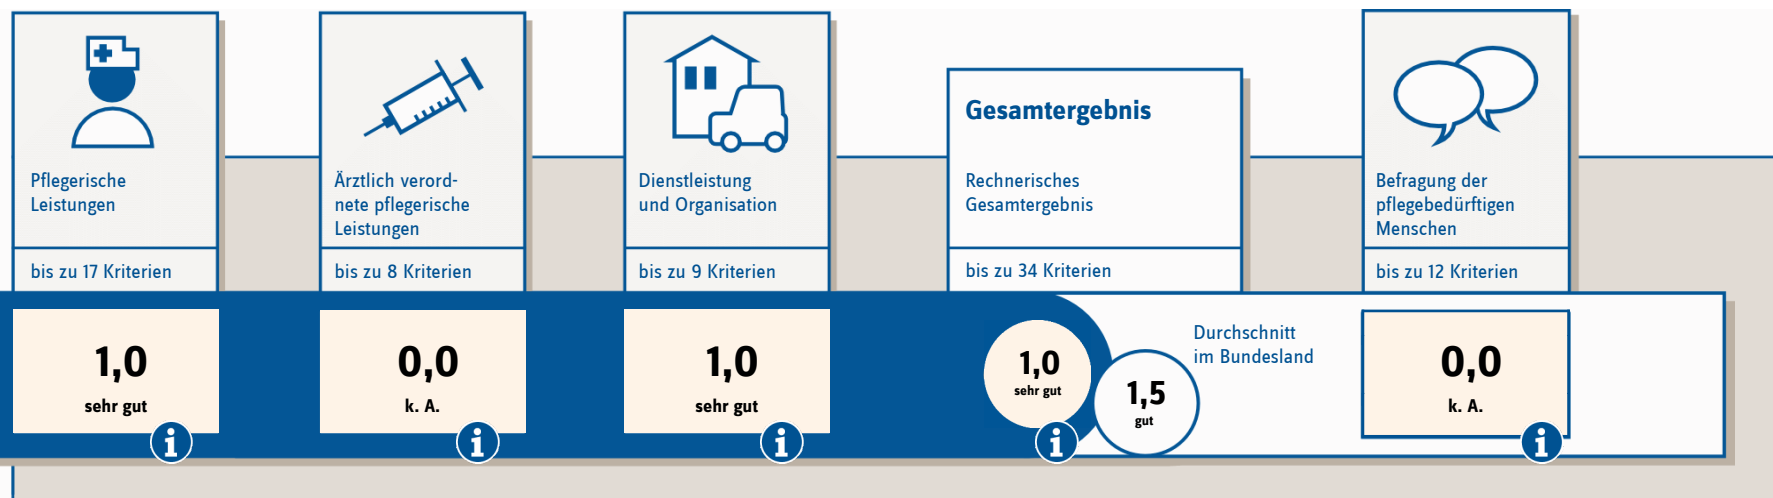 Pflegerische
Leistungen
bis zu 17 Kriterien
1,0
sehr gut
Ärztlich verord-
nete pflegerische
Leistungen
bis zu 8 Kriterien
0,0
k. A.
Dienstleistung
und Organisation
bis zu 9 Kriterien
1,0
sehr gut
Gesamtergebnis
Rechnerisches
Gesamtergebnis
bis zu 34 Kriterien
1,0
sehr gut
1,5
gut
Durchschnitt
im Bundesland
Befragung der
pflegebedürftigen
Menschen
bis zu 12 Kriterien
0,0
k. A.